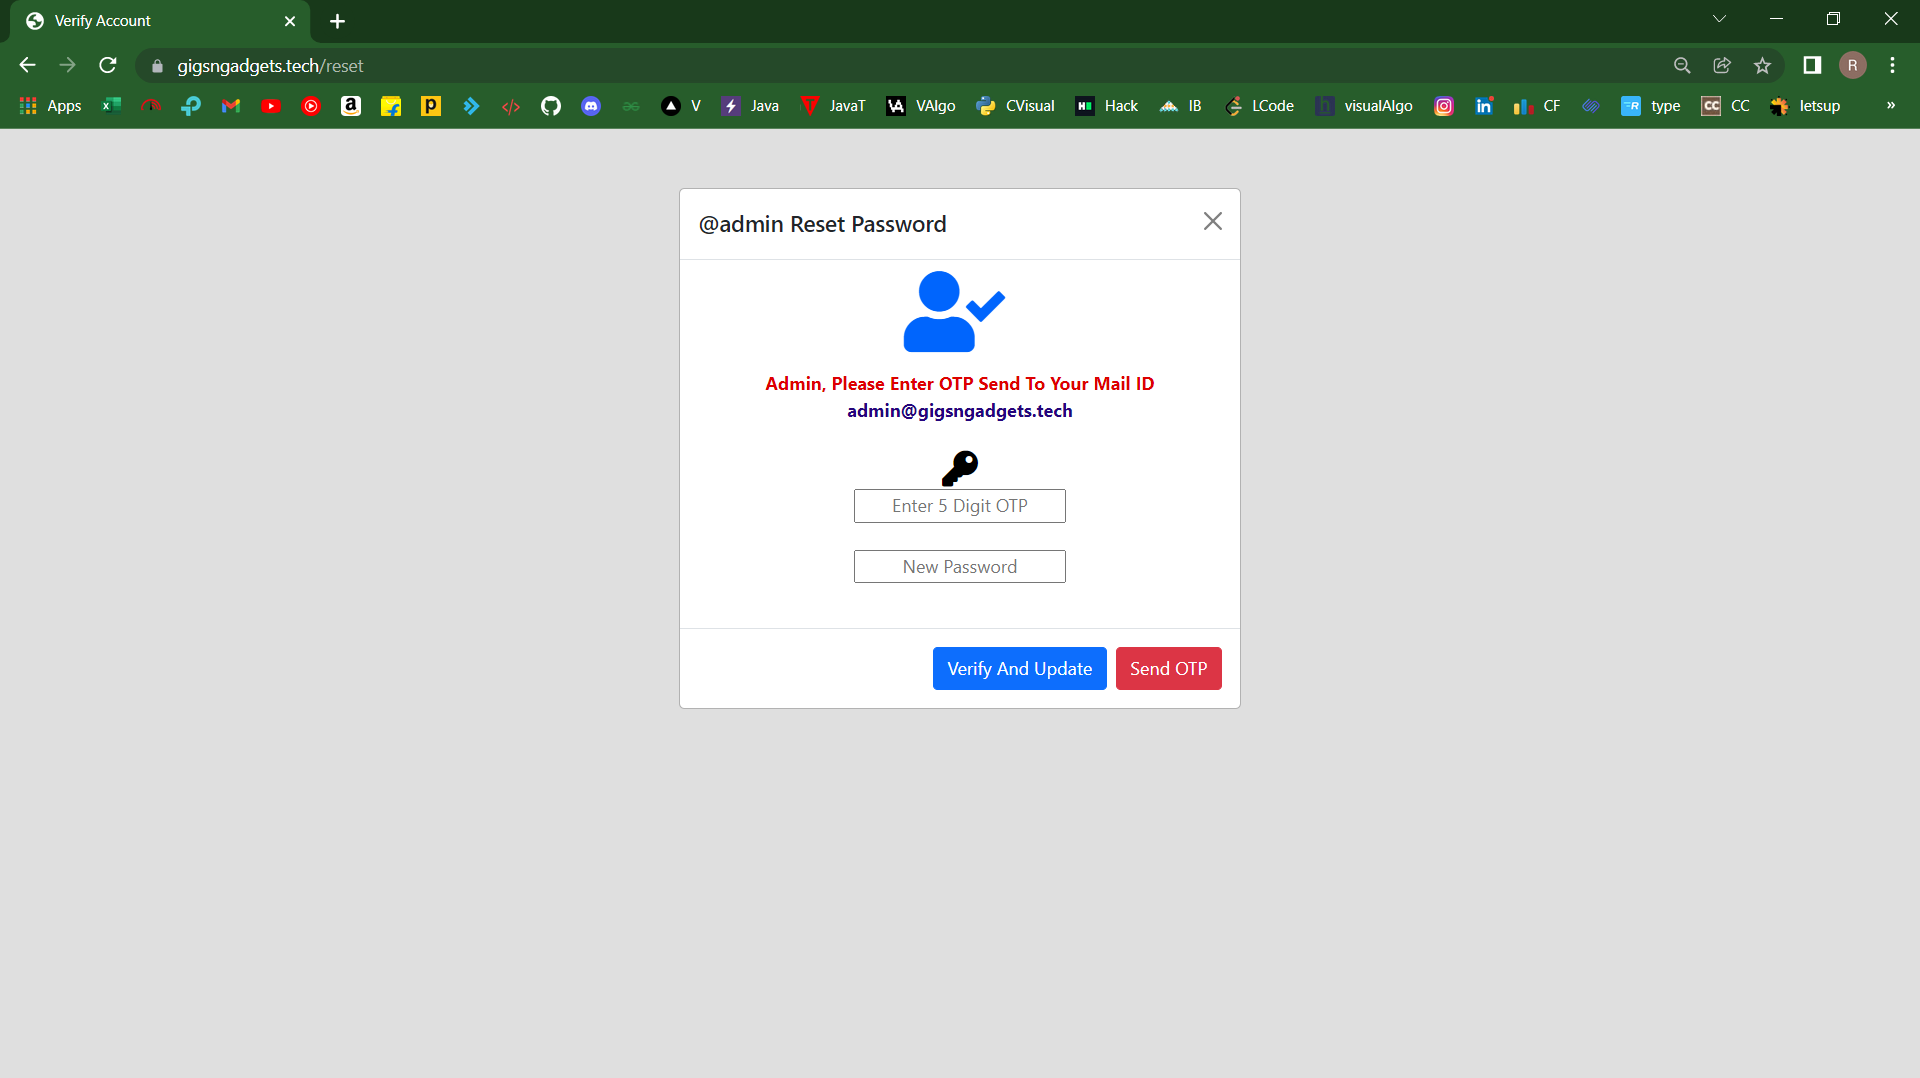 Verify Account
gigsngadgets.tech/reset
R
Apps V Java JavaT VAlgo CVisual Hack IB LCode visualAlgo CF type CC CC letsup »
@admin Reset Password
Admin, Please Enter OTP Send To Your Mail ID
admin@gigsngadgets.tech
Enter 5 Digit OTP
New Password
Verify And Update Send OTP